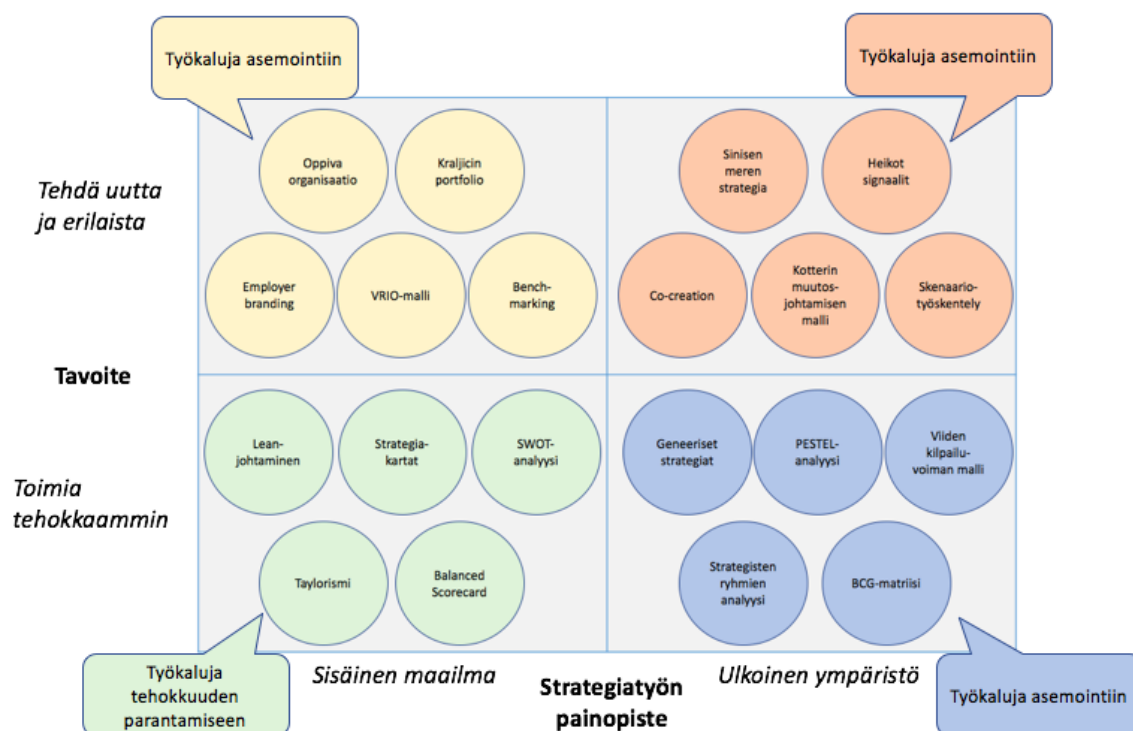 Työkaluja asemointiin
Työkaluja asemointiin
Tehdä uutta
ja erilaista
Oppiva
organisaatio
Kraljicin
portfolio
Sinisen
meren
strategia
Heikot
signaalit
Employer
branding
VRIO-malli
Bench-
marking
Co-creation
Kotterin
muutos-
johtamisen
malli
Skenaario-
työskentely
Tavoite
Toimia
tehokkaammin
Lean-
johtaminen
Strategia-
kartat
SWOT-
analyysi
Geneeriset
strategiat
PESTEL-
analyysi
Viiden
kilpailu-
voiman malli
Taylorismi
Balanced
Scorecard
Strategisten
ryhmien
analyysi
BCG-matriisi
Työkaluja
tehokkuuden
parantamiseen
Sisäinen maailma
Strategiatyön
painopiste
Ulkoinen ympäristö
Työkaluja asemointiin